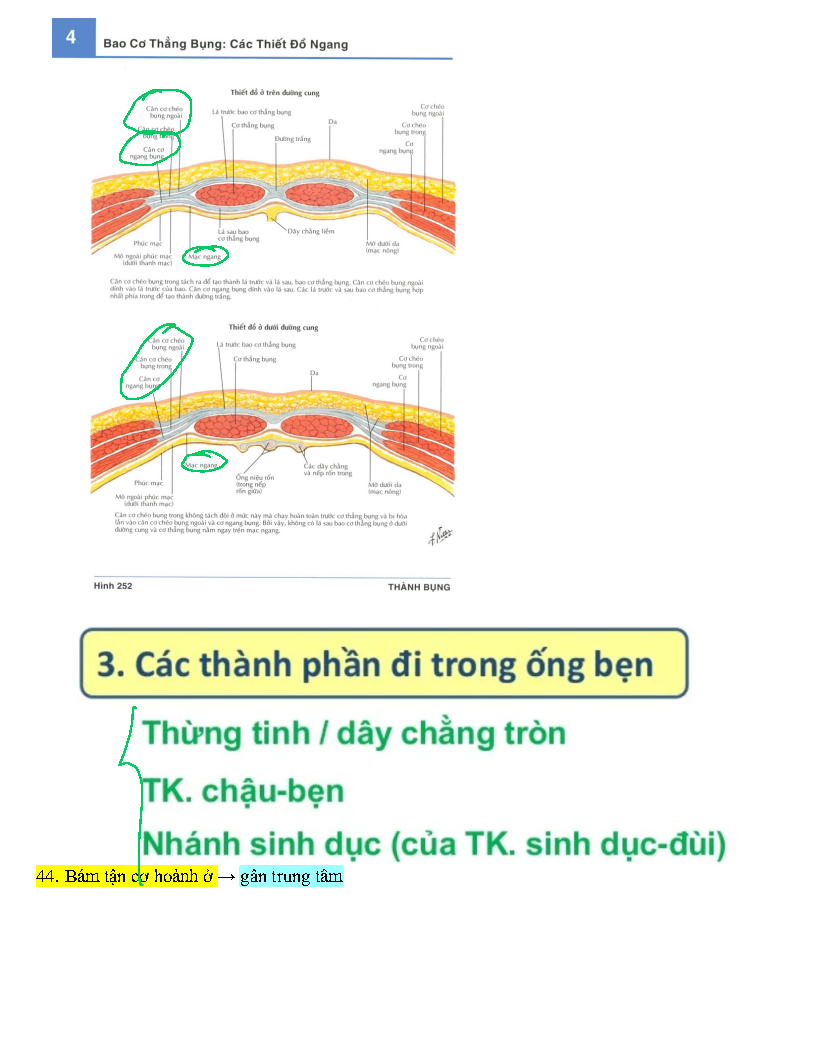 4
Bao Cơ Thẳng Bụng: Các Thiết Đồ Ngang
Thiết đồ ở trên đường cung
Cân cơ chéo
bụng ngoài
Cân cơ chéo
bụng trong
Cân cơ
ngang bụng
Lá trước bao cơ thẳng bụng
Cơ thẳng bụng
Đường trắng
Da
Cơ chéo
bụng ngoài
Cơ chéo
bụng trong
Cơ
ngang bụng
Phúc mạc
Mô ngoài phúc mạc
(dưới thanh mạc)
Mạc ngang
Lá sau bao
cơ thẳng bụng
Dây chằng liềm
Mỡ dưới da
(mạc nông)
Cân cơ chéo bụng trong tách ra để tạo thành lá trước và lá sau, bao cơ thẳng bụng. Cân cơ chéo bụng ngoài
dính vào lá trước của bao. Cân cơ ngang bụng dính vào lá sau. Các lá trước và sau bao cơ thẳng bụng hợp
nhất phía trong để tạo thành đường trắng.
Thiết đồ ở dưới đường cung
Cân cơ chéo
bụng ngoài
Cân cơ chéo
bụng trong
Cân cơ
ngang bụng
Lá trước bao cơ thẳng bụng
Cơ thẳng bụng
Da
Cơ chéo
bụng ngoài
Cơ chéo
bụng trong
Cơ
ngang bụng
Phúc mạc
Mô ngoài phúc mạc
(dưới thanh mạc)
Mạc ngang
Ống niệu rốn
(trong nếp
rốn giữa)
Các dây chằng
và nếp rốn trong
Mỡ dưới da
(mạc nông)
Cân cơ chéo bụng trong không tách đôi ở mức này mà chạy hoàn toàn trước cơ thẳng bụng và bị hòa
lẫn vào cân cơ chéo bụng ngoài và cơ ngang bụng. Bởi vậy, không có lá sau bao cơ thẳng bụng ở dưới
đường cung và cơ thẳng bụng nằm ngay trên mạc ngang.
Hình 252
THÀNH BỤNG
3. Các thành phần đi trong ống bẹn
Thừng tinh / dây chằng tròn
TK. chậu-bẹn
Nhánh sinh dục (của TK. sinh dục-đùi)
44. Bám tận cơ hoành ở → gân trung tâm